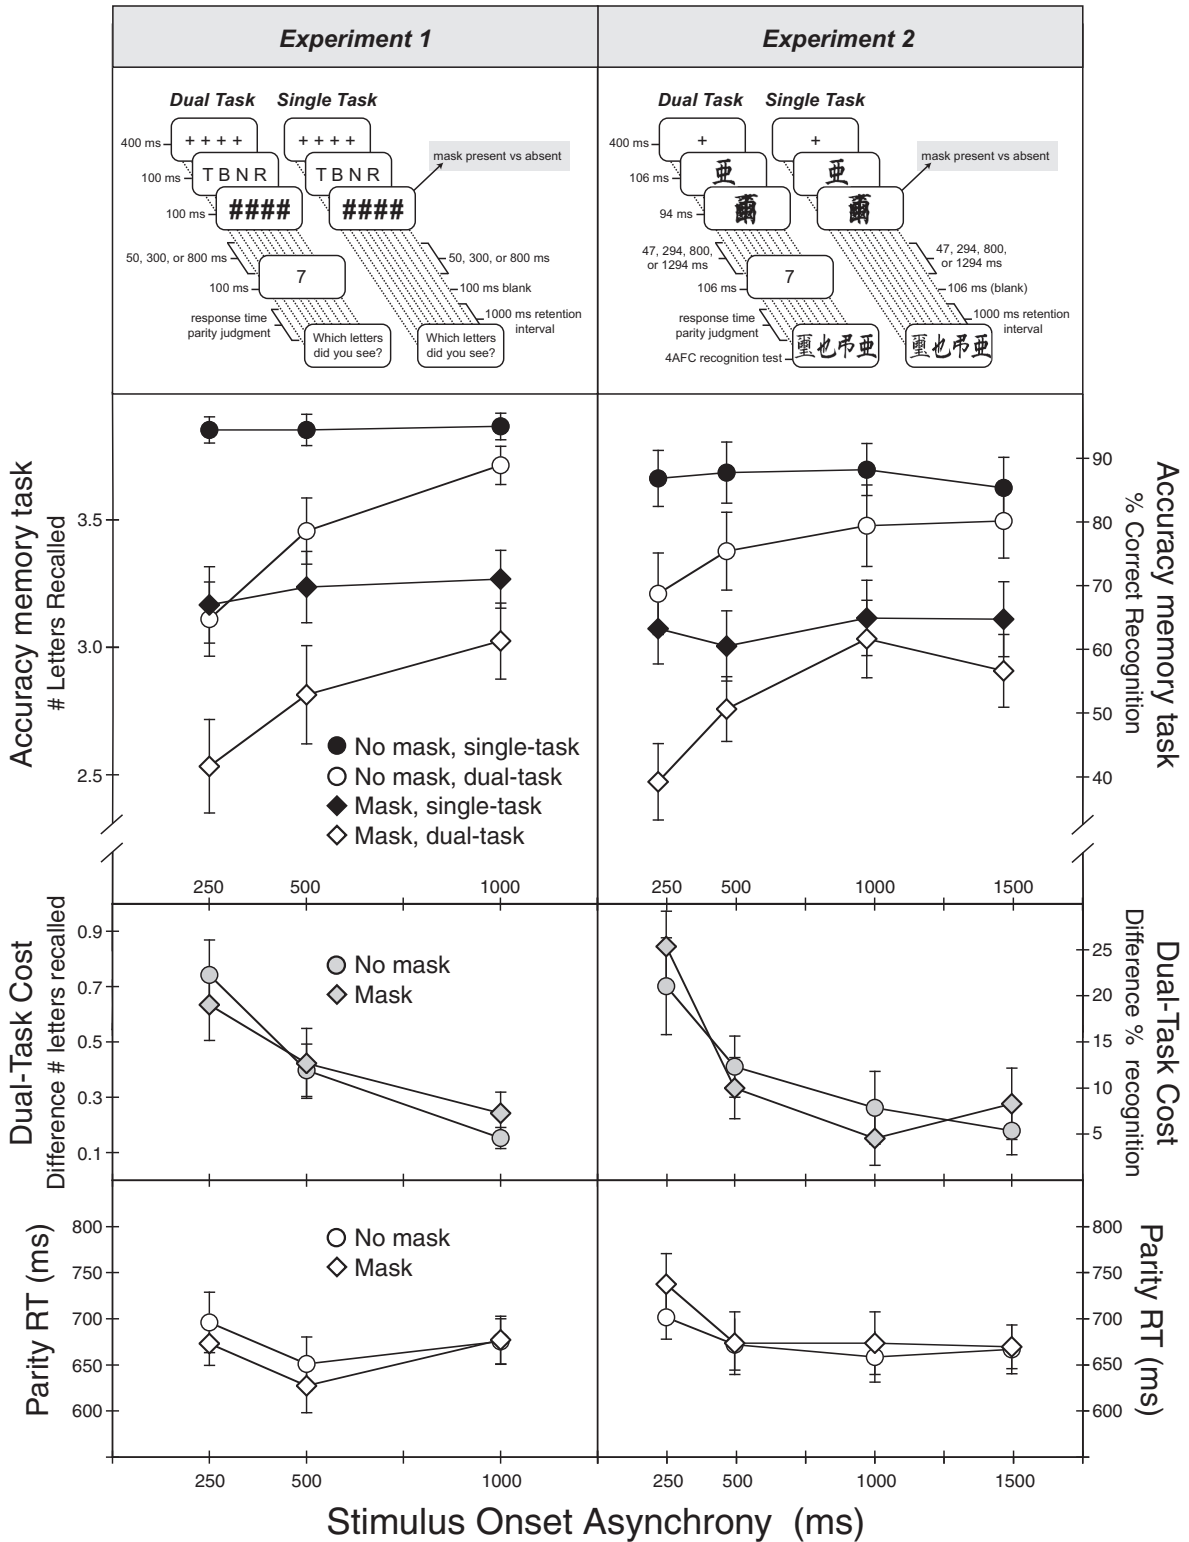 Experiment 1
Experiment 2
Dual Task
Single Task
400 ms
+ + + +
+ + + +
100 ms
T B N R
T B N R
mask present vs absent
100 ms
####
####
50, 300, or 800 ms
50, 300, or 800 ms
7
100 ms
100 ms blank
response time
parity judgment
1000 ms retention
interval
Which letters
did you see?
Which letters
did you see?
Dual Task
Single Task
400 ms
+
+
106 ms
亜
亜
mask present vs absent
94 ms
47, 294, 800,
or 1294 ms
47, 294, 800,
or 1294 ms
7
106 ms
106 ms (blank)
response time
parity judgment
1000 ms retention
interval
4AFC recognition test
也弔亜
也弔亜
Accuracy memory task
# Letters Recalled
3.5
3.0
2.5
No mask, single-task
No mask, dual-task
Mask, single-task
Mask, dual-task
250
500
1000
90
80
70
60
50
40
Accuracy memory task
% Correct Recognition
250
500
1000
1500
Dual-Task Cost
Difference # letters recalled
0.9
0.7
0.5
0.3
0.1
No mask
Mask
25
20
15
10
5
Dual-Task Cost
Difference % recognition
Parity RT (ms)
800
750
700
650
600
No mask
Mask
800
750
700
650
600
Parity RT (ms)
250
500
1000
250
500
1000
1500
Stimulus Onset Asynchrony (ms)